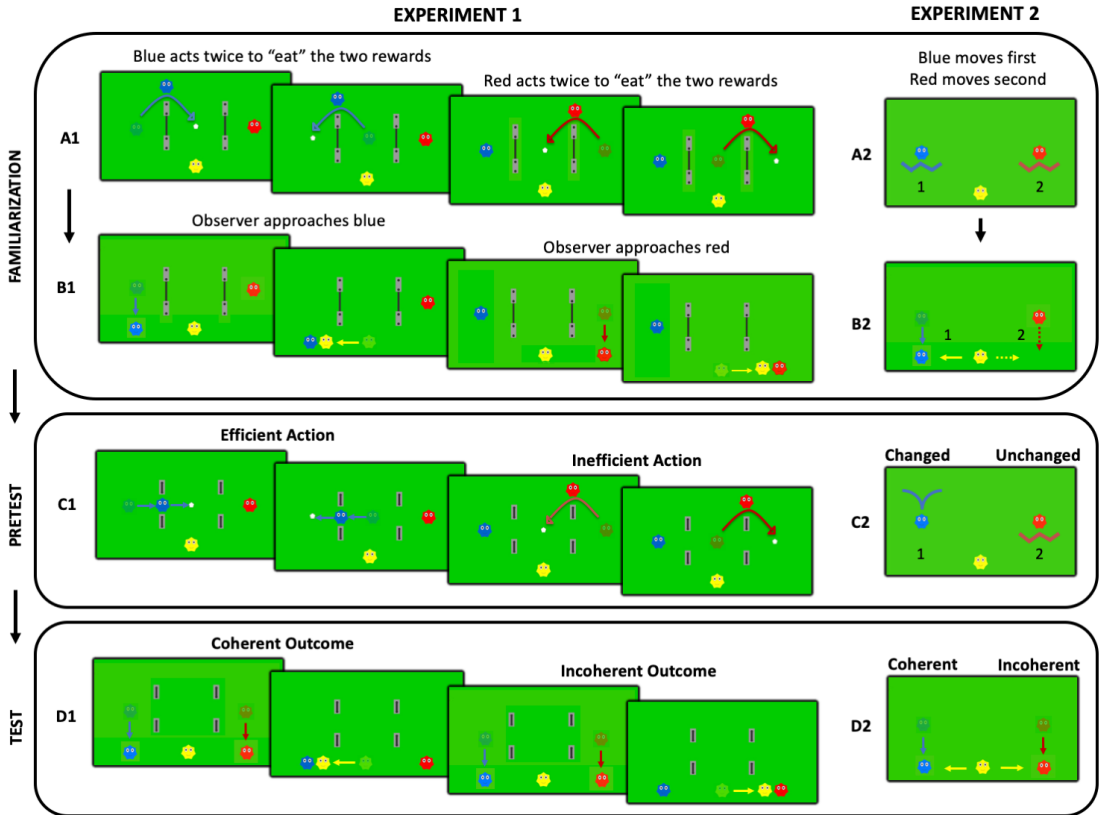 EXPERIMENT 1
EXPERIMENT 2
FAMILIARIZATION
Blue acts twice to “eat” the two rewards
Red acts twice to “eat” the two rewards
A1
Blue moves first
Red moves second
A2
1
2
Observer approaches blue
Observer approaches red
B1
B2
1
2
PRETEST
Efficient Action
Inefficient Action
C1
Changed
Unchanged
C2
1
2
TEST
Coherent Outcome
Incoherent Outcome
D1
Coherent
Incoherent
D2